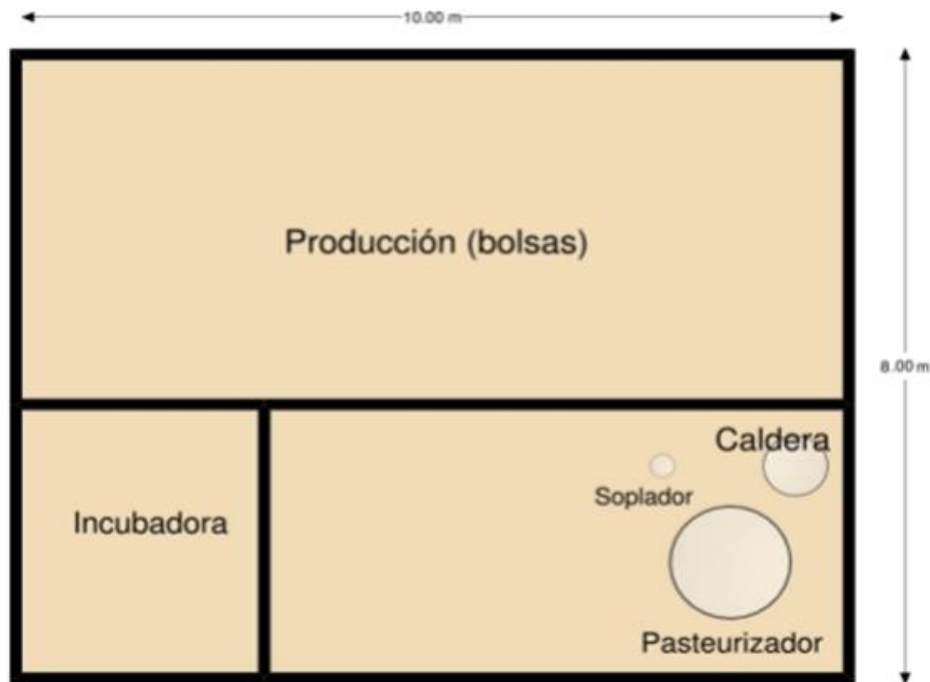 10.00 m
Producción (bolsas)
8.00 m
Caldera
Soplador
Incubadora
Pasteurizador